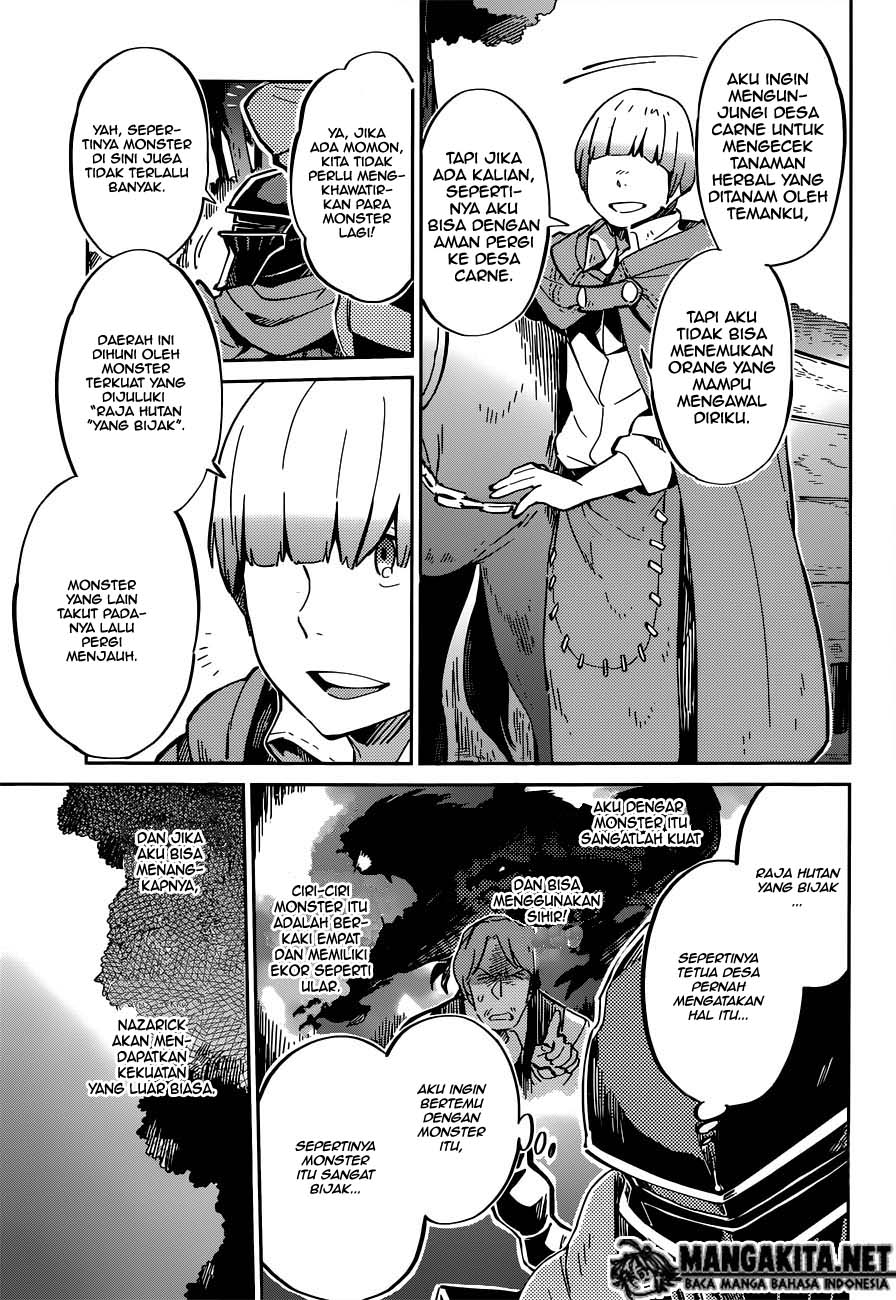 AKU INGIN
MENGUN-
JUNGI DESA
CARNE UNTUK
MENGECEK
TANAMAN
HERBAL YANG
DITANAM OLEH
TEMANKU,
TAPI AKU
TIDAK BISA
MENEMUKAN
ORANG YANG
MAMPU
MENGAWAL
DIRIKU.
TAPI JIKA
ADA KALIAN,
SEPERTI-
NYA AKU
BISA DENGAN
AMAN PERGI
KE DESA
CARNE.
YA, JIKA
ADA MOMON,
KITA TIDAK
PERLU MENG-
KHAWATIR-
KAN PARA
MONSTER
LAGI!
YAH, SEPER-
TINYA MONSTER
DI SINI JUGA
TIDAK TERLALU
BANYAK.
DAERAH INI
DIHUNI OLEH
MONSTER
TERKUAT YANG
DIJULUKI
"RAJA HUTAN
"YANG BIJAK".
MONSTER
YANG LAIN
TAKUT PADA-
NYA LALU
PERGI
MENJAUH.
RAJA HUTAN
YANG BIJAK
...
SEPERTINYA
TETUA DESA
PERNAH
MENGATAKAN
HAL ITU...
AKU DENGAR
MONSTER ITU
SANGATLAH KUAT
DAN BISA
MENGGUNAKAN
SIHIR!
CIRI-CIRI
MONSTER ITU
ADALAH BER-
KAKI EMPAT
DAN MEMILIKI
EKOR SEPERTI
ULAR.
AKU INGIN
BERTEMU
DENGAN
MONSTER
ITU,
SEPERTINYA
MONSTER
ITU SANGAT
BIJAK...
DAN JIKA
AKU BISA
MENANG-
KAPNYA,
NAZARICK
AKAN MEN-
DAPATKAN
KEKUATAN
YANG LUAR BIASA.
MANGAKITA.NET
BACA MANGA BAHASA INDONESIA